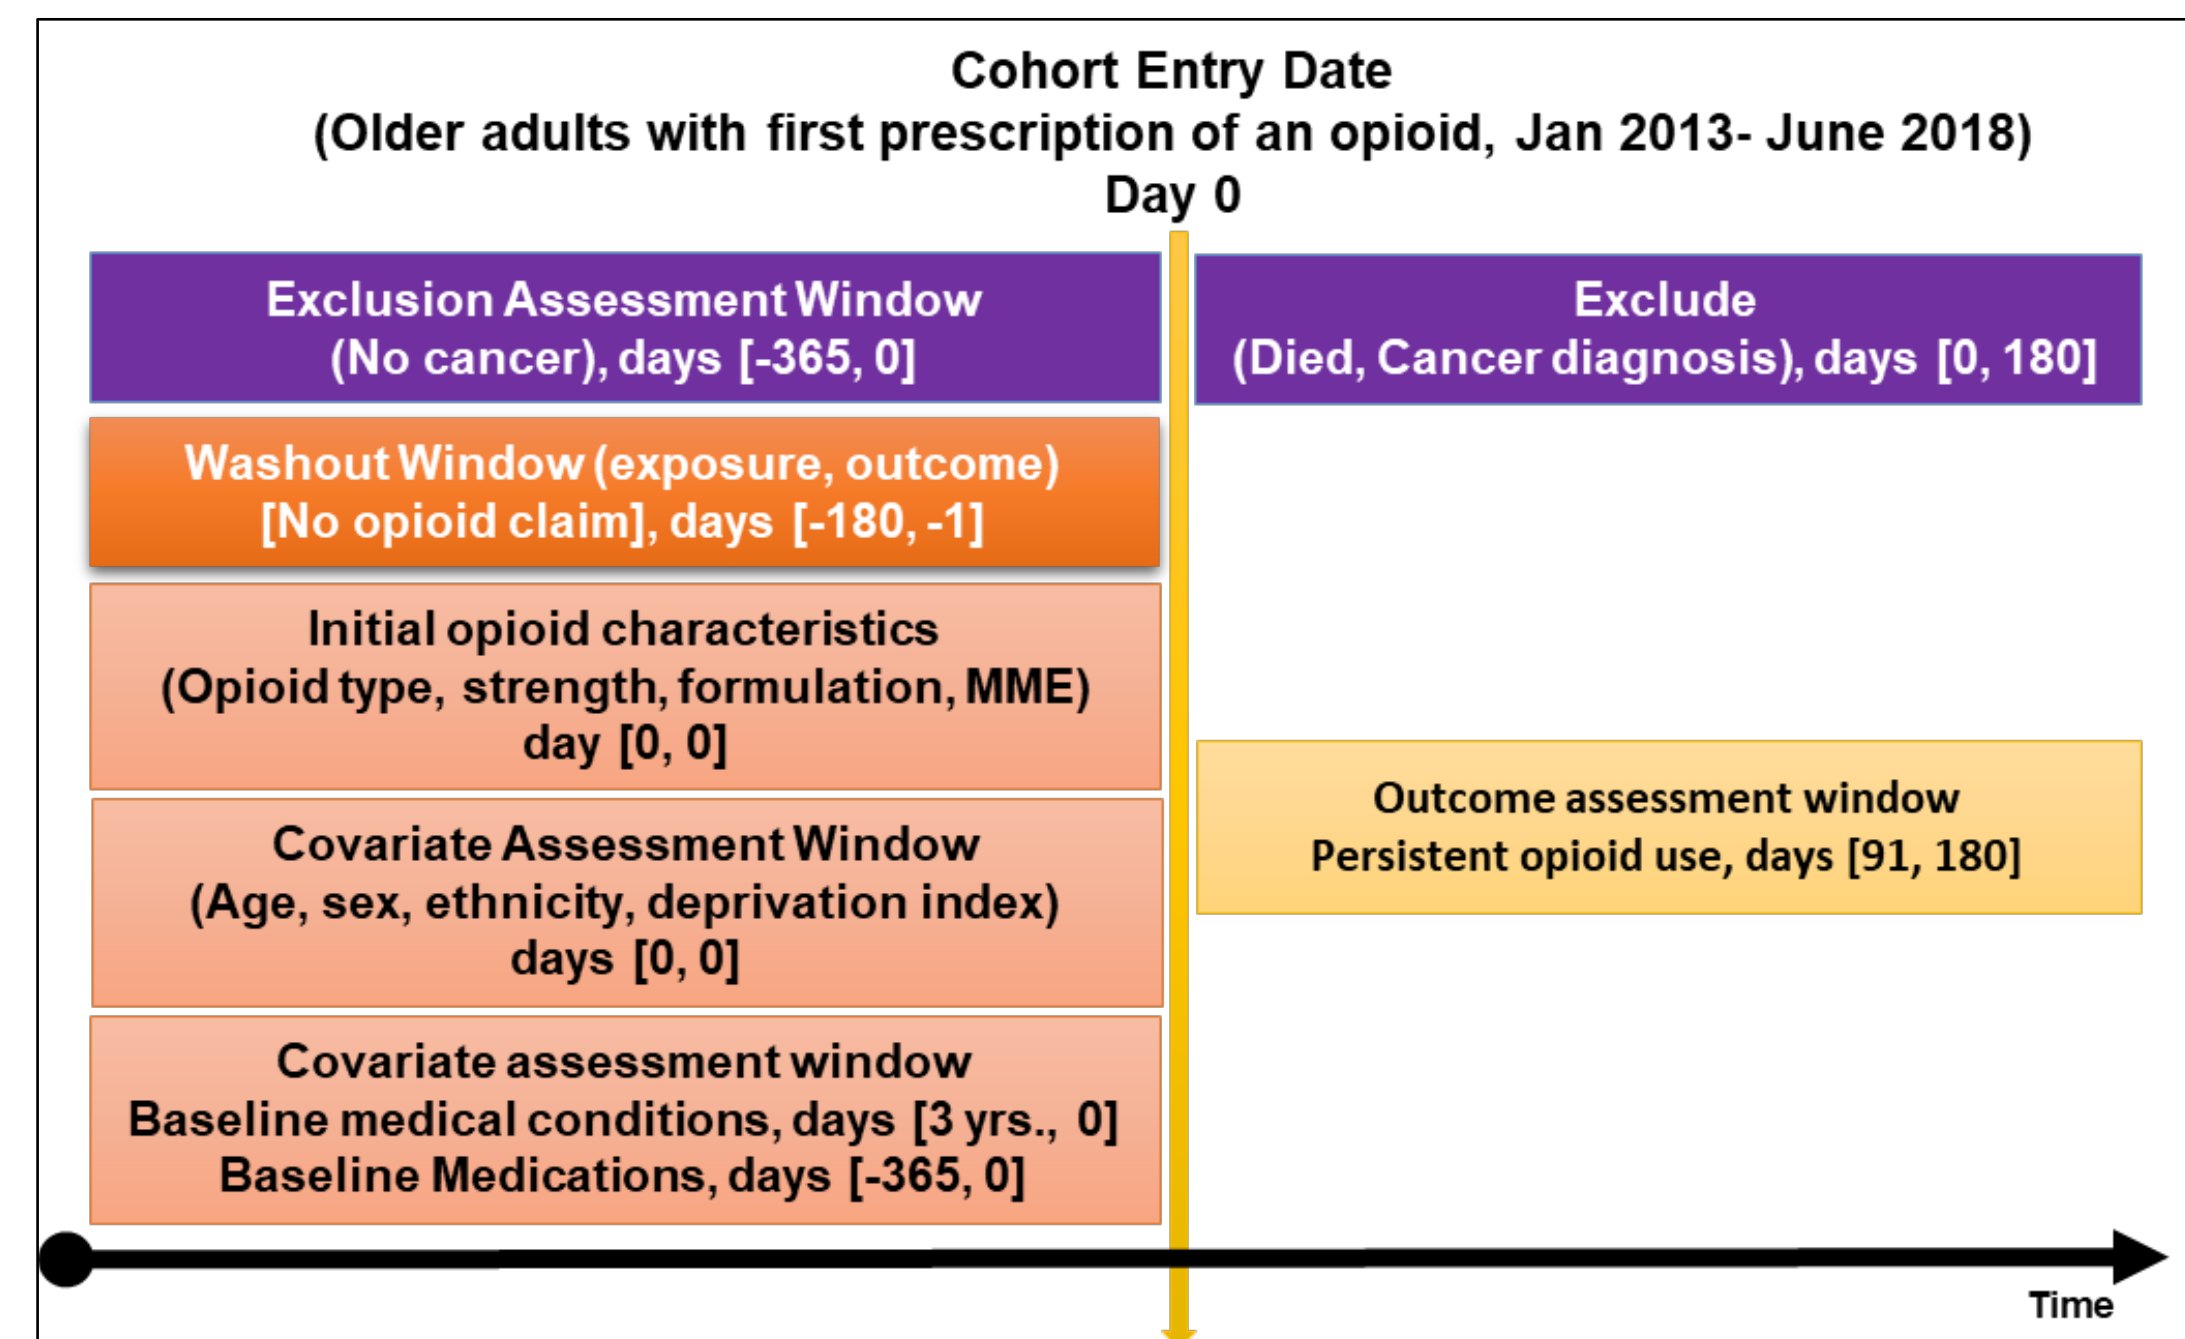 Cohort Entry Date
(Older adults with first prescription of an opioid, Jan 2013- June 2018)
Day 0
Exclusion Assessment Window
(No cancer), days [-365, 0]
Exclude
(Died, Cancer diagnosis), days [0, 180]
Washout Window (exposure, outcome)
[No opioid claim], days [-180, -1]
Initial opioid characteristics
(Opioid type, strength, formulation, MME)
day [0, 0]
Outcome assessment window
Persistent opioid use, days [91, 180]
Covariate Assessment Window
(Age, sex, ethnicity, deprivation index)
days [0, 0]
Covariate assessment window
Baseline medical conditions, days [3 yrs., 0]
Baseline Medications, days [-365, 0]
Time